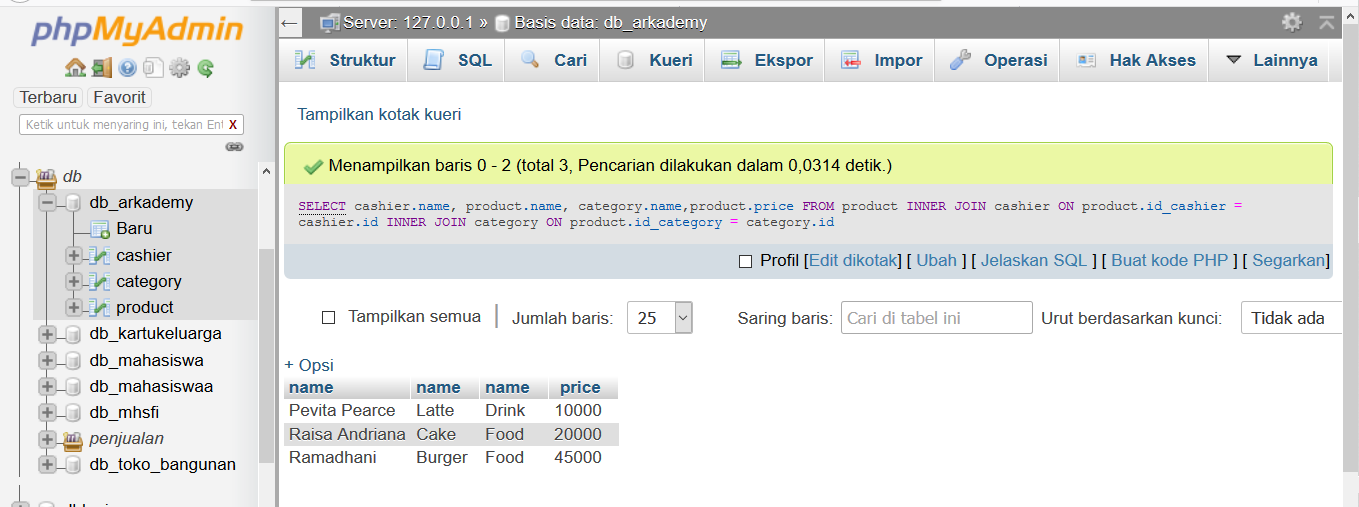 phpMyAdmin
Terbaru Favorit
Ketik untuk menyaring ini, tekan Ent X
db
db_arkademy
Baru
cashier
category
product
db_kartukeluarga
db_mahasiswa
db_mahasiswaa
db_mhsfi
penjualan
db_toko_bangunan
Server: 127.0.0.1 » Basis data: db_arkademy
Struktur SQL Cari Kueri Ekspor Impor Operasi Hak Akses Lainnya
Tampilkan kotak kueri
Menampilkan baris 0 - 2 (total 3, Pencarian dilakukan dalam 0,0314 detik.)
SELECT cashier.name, product.name, category.name,product.price FROM product INNER JOIN cashier ON product.id_cashier =
cashier.id INNER JOIN category ON product.id_category = category.id
Profil [Edit dikotak] [ Ubah ] [ Jelaskan SQL ] [ Buat kode PHP ] [ Segarkan]
Tampilkan semua | Jumlah baris: 25 Saring baris: Cari di tabel ini Urut berdasarkan kunci: Tidak ada
+ Opsi
name name name price
Pevita Pearce Latte Drink 10000
Raisa Andriana Cake Food 20000
Ramadhani Burger Food 45000